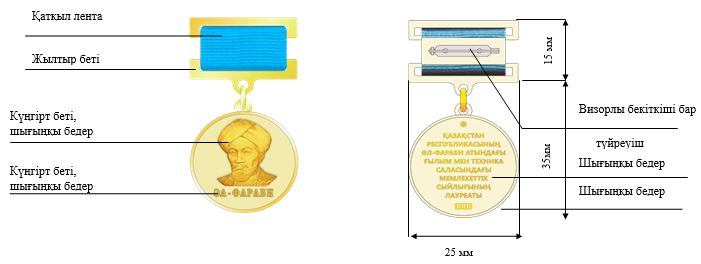 Қатқыл лента
Жылтыр беті
Күңгірт беті,
шығыңқы бедер
Күңгірт беті,
шығыңқы бедер
ӘЛ-ФАРАБИ
15 мм
35мм
25 мм
Визорлы бекіткіші бар
түйреуіш
Шығыңқы бедер
Шығыңқы бедер
ҚАЗАҚСТАН
РЕСПУБЛИКАСЫНЫҢ
ӘЛ-ФАРАБИ АТЫНДАҒЫ
ҒЫЛЫМ МЕН ТЕХНИКА
САЛАСЫНДАҒЫ
МЕМЛЕКЕТТІК
СЫЙЛЫҒЫНЫҢ
ЛАУРЕАТЫ